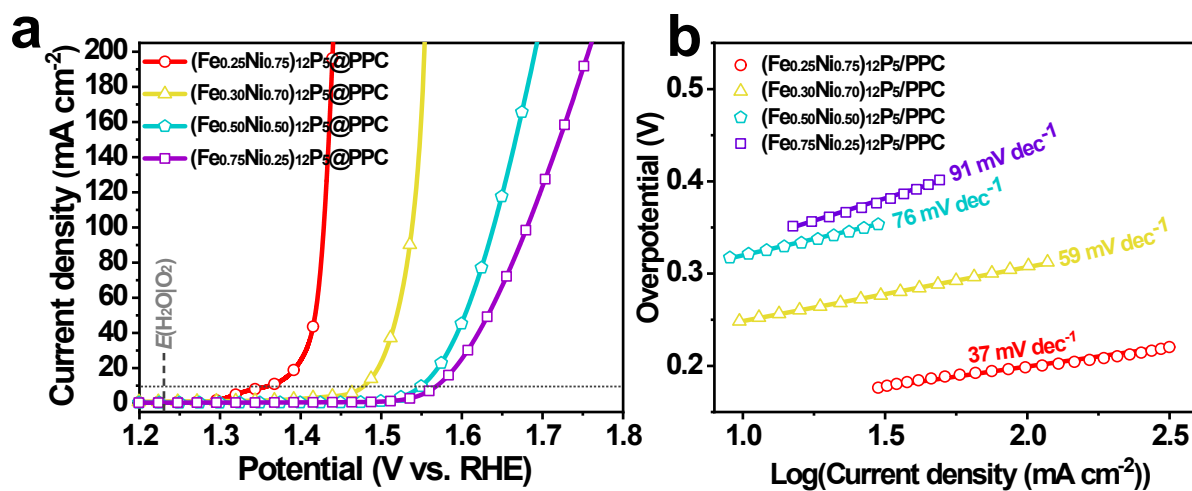 a
Current density (mA cm⁻²)
200
180
160
140
120
100
80
60
40
20
0
(Fe0.25Ni0.75)12P5@PPC
(Fe0.30Ni0.70)12P5@PPC
(Fe0.50Ni0.50)12P5@PPC
(Fe0.75Ni0.25)12P5@PPC
E(H2O|O2)
1.2 1.3 1.4 1.5 1.6 1.7 1.8
Potential (V vs. RHE)
b
Overpotential (V)
0.5
0.4
0.3
0.2
(Fe0.25Ni0.75)12P5/PPC
(Fe0.30Ni0.70)12P5/PPC
(Fe0.50Ni0.50)12P5/PPC
(Fe0.75Ni0.25)12P5/PPC
91 mV dec⁻¹
76 mV dec⁻¹
59 mV dec⁻¹
37 mV dec⁻¹
1.0 1.5 2.0 2.5
Log(Current density (mA cm⁻²))